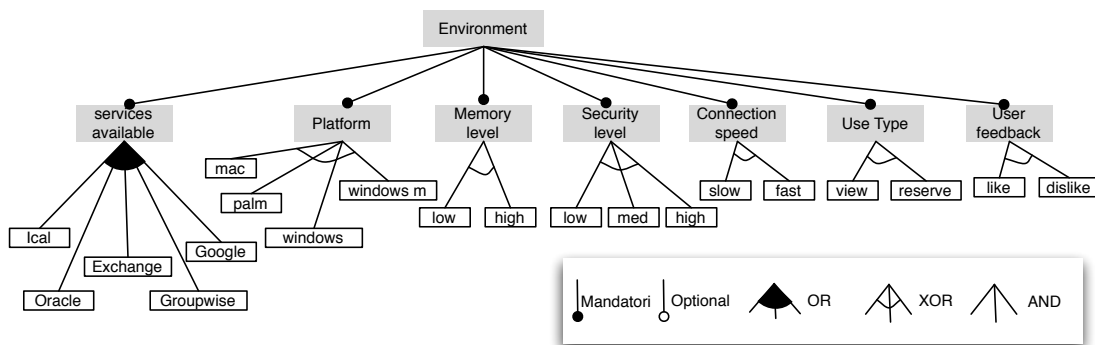 Environment
services
available
Platform
Memory
level
Security
level
Connection
speed
Use Type
User
feedback
mac
palm
windows
windows m
low
high
low
med
high
slow
fast
view
reserve
like
dislike
Ical
Oracle
Exchange
Groupwise
Google
Mandatori
Optional
OR
XOR
AND